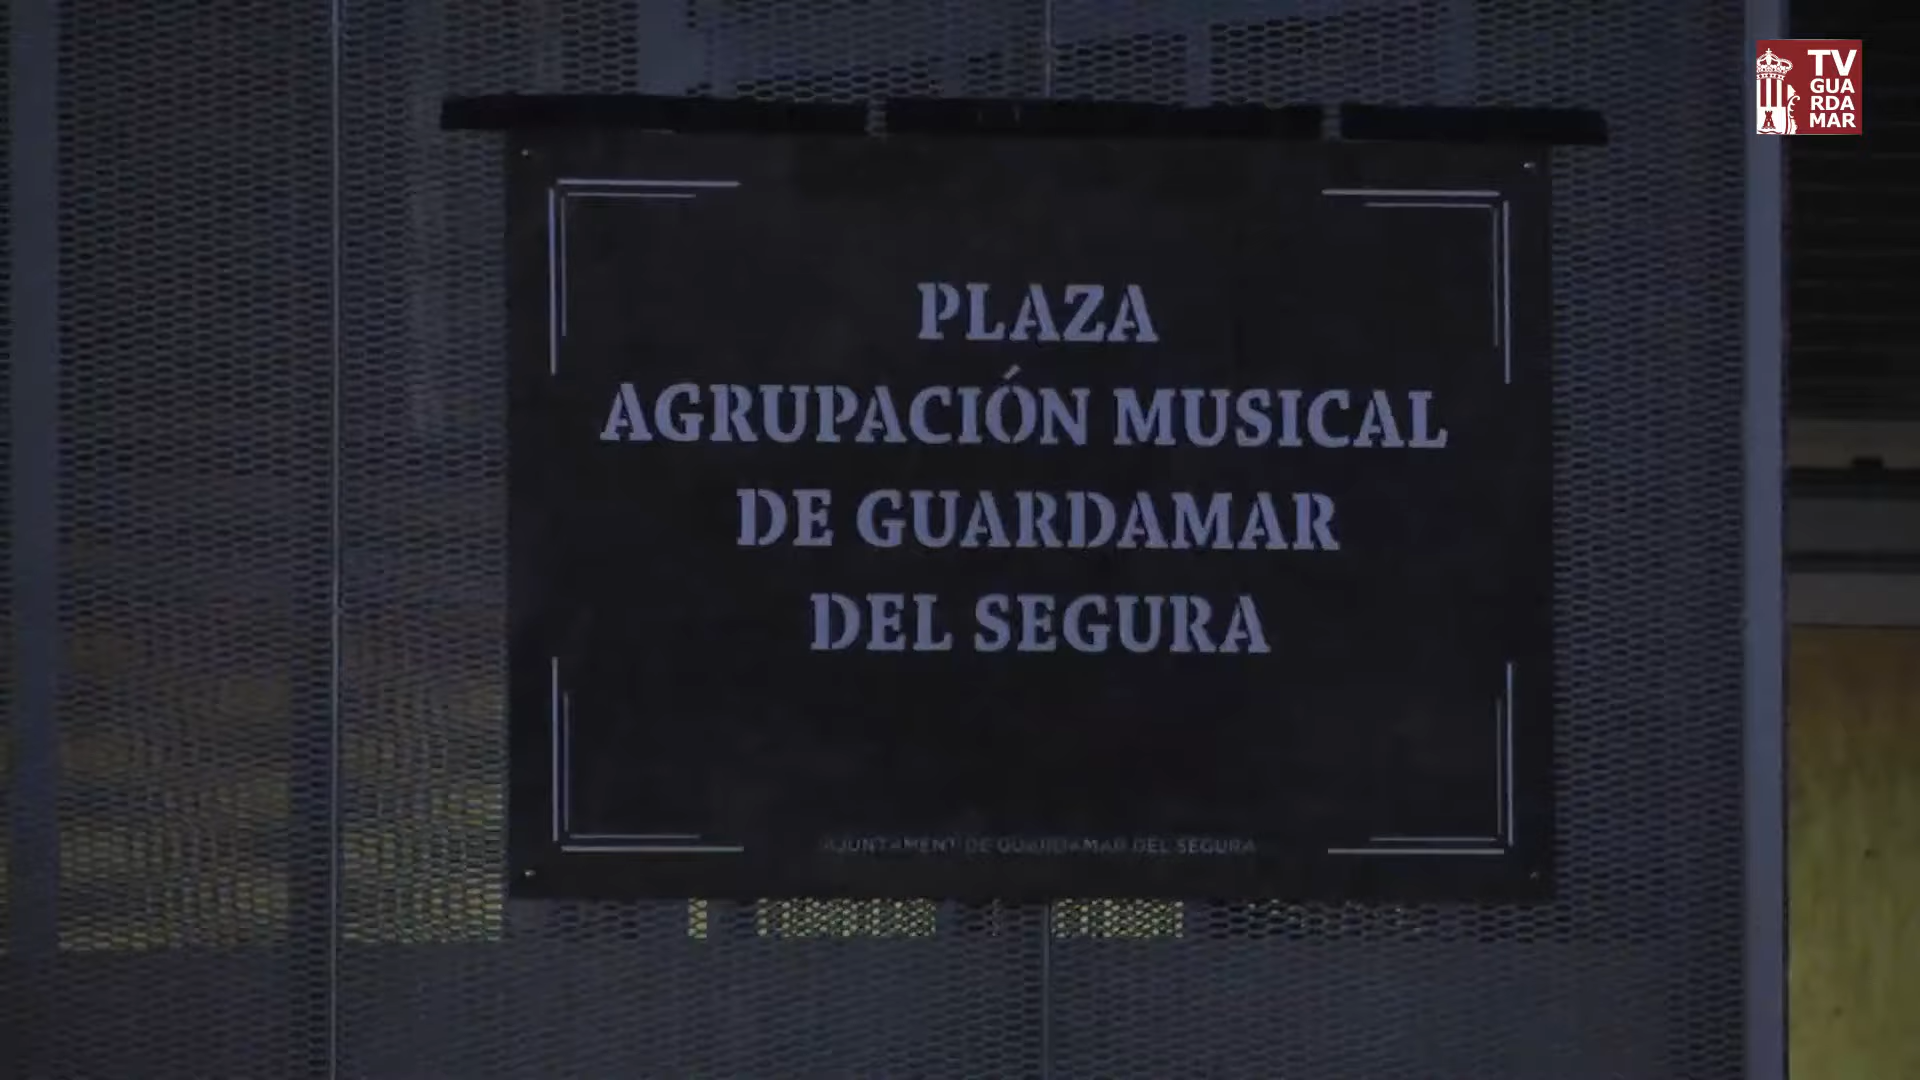 TV
GUA
RDA
MAR
PLAZA
AGRUPACIÓN MUSICAL
DE GUARDAMAR
DEL SEGURA
AJUNTAMENT DE GUARDAMAR DEL SEGURA